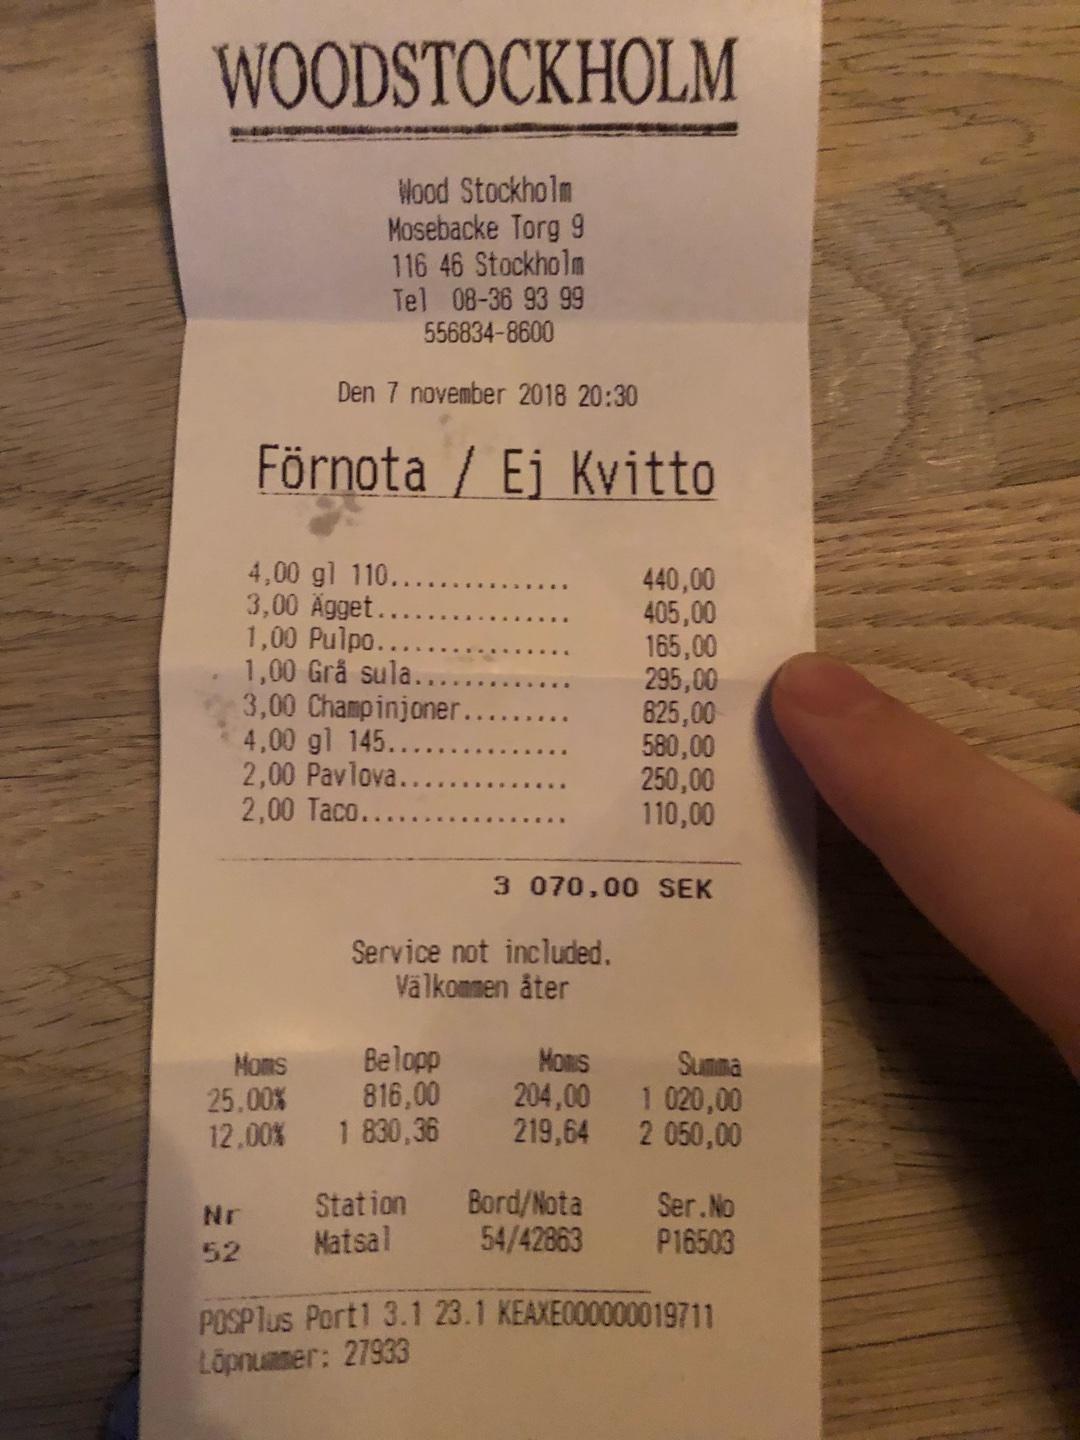 WOODSTOCKHOLM
Wood Stockholm
Mosebacke Torg 9
116 46 Stockholm
Tel 08-36 93 99
556834-8600
Den 7 november 2018 20:30
Förnota / Ej Kvitto
4,00 gl 110............... 440,00
3,00 Ägget................ 405,00
1,00 Pulpo................ 165,00
1,00 Grå sula............. 295,00
3,00 Champinjoner......... 825,00
4,00 gl 145............... 580,00
2,00 Pavlova.............. 250,00
2,00 Taco................. 110,00
3 070,00 SEK
Service not included.
Välkommen åter
Moms Belopp Moms Summa
25,00% 816,00 204,00 1 020,00
12,00% 1 830,36 219,64 2 050,00
Nr Station Bord/Nota Ser.No
52 Matsal 54/42863 P16503
POSPlus Port1 3.1 23.1 KEAXE000000019711
Löpnummer: 27933